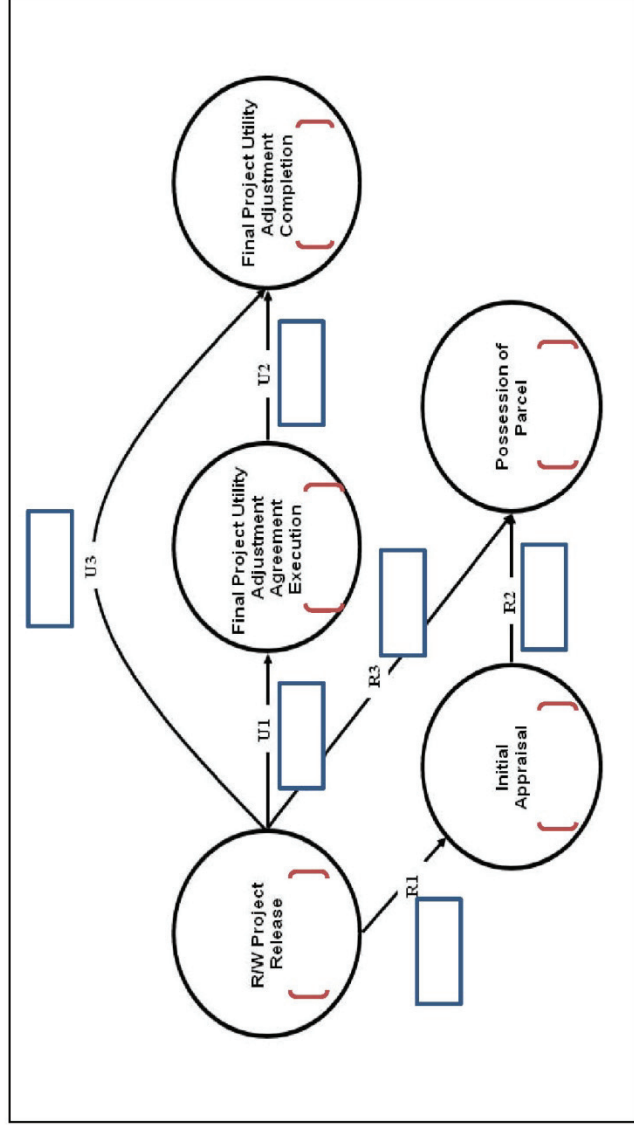 U3
R/W Project
Release
U1
Final Project Utility
Adjustment
Agreement
Execution
U2
Final Project Utility
Adjustment
Completion
R3
R1
Initial
Appraisal
R2
Possession of
Parcel